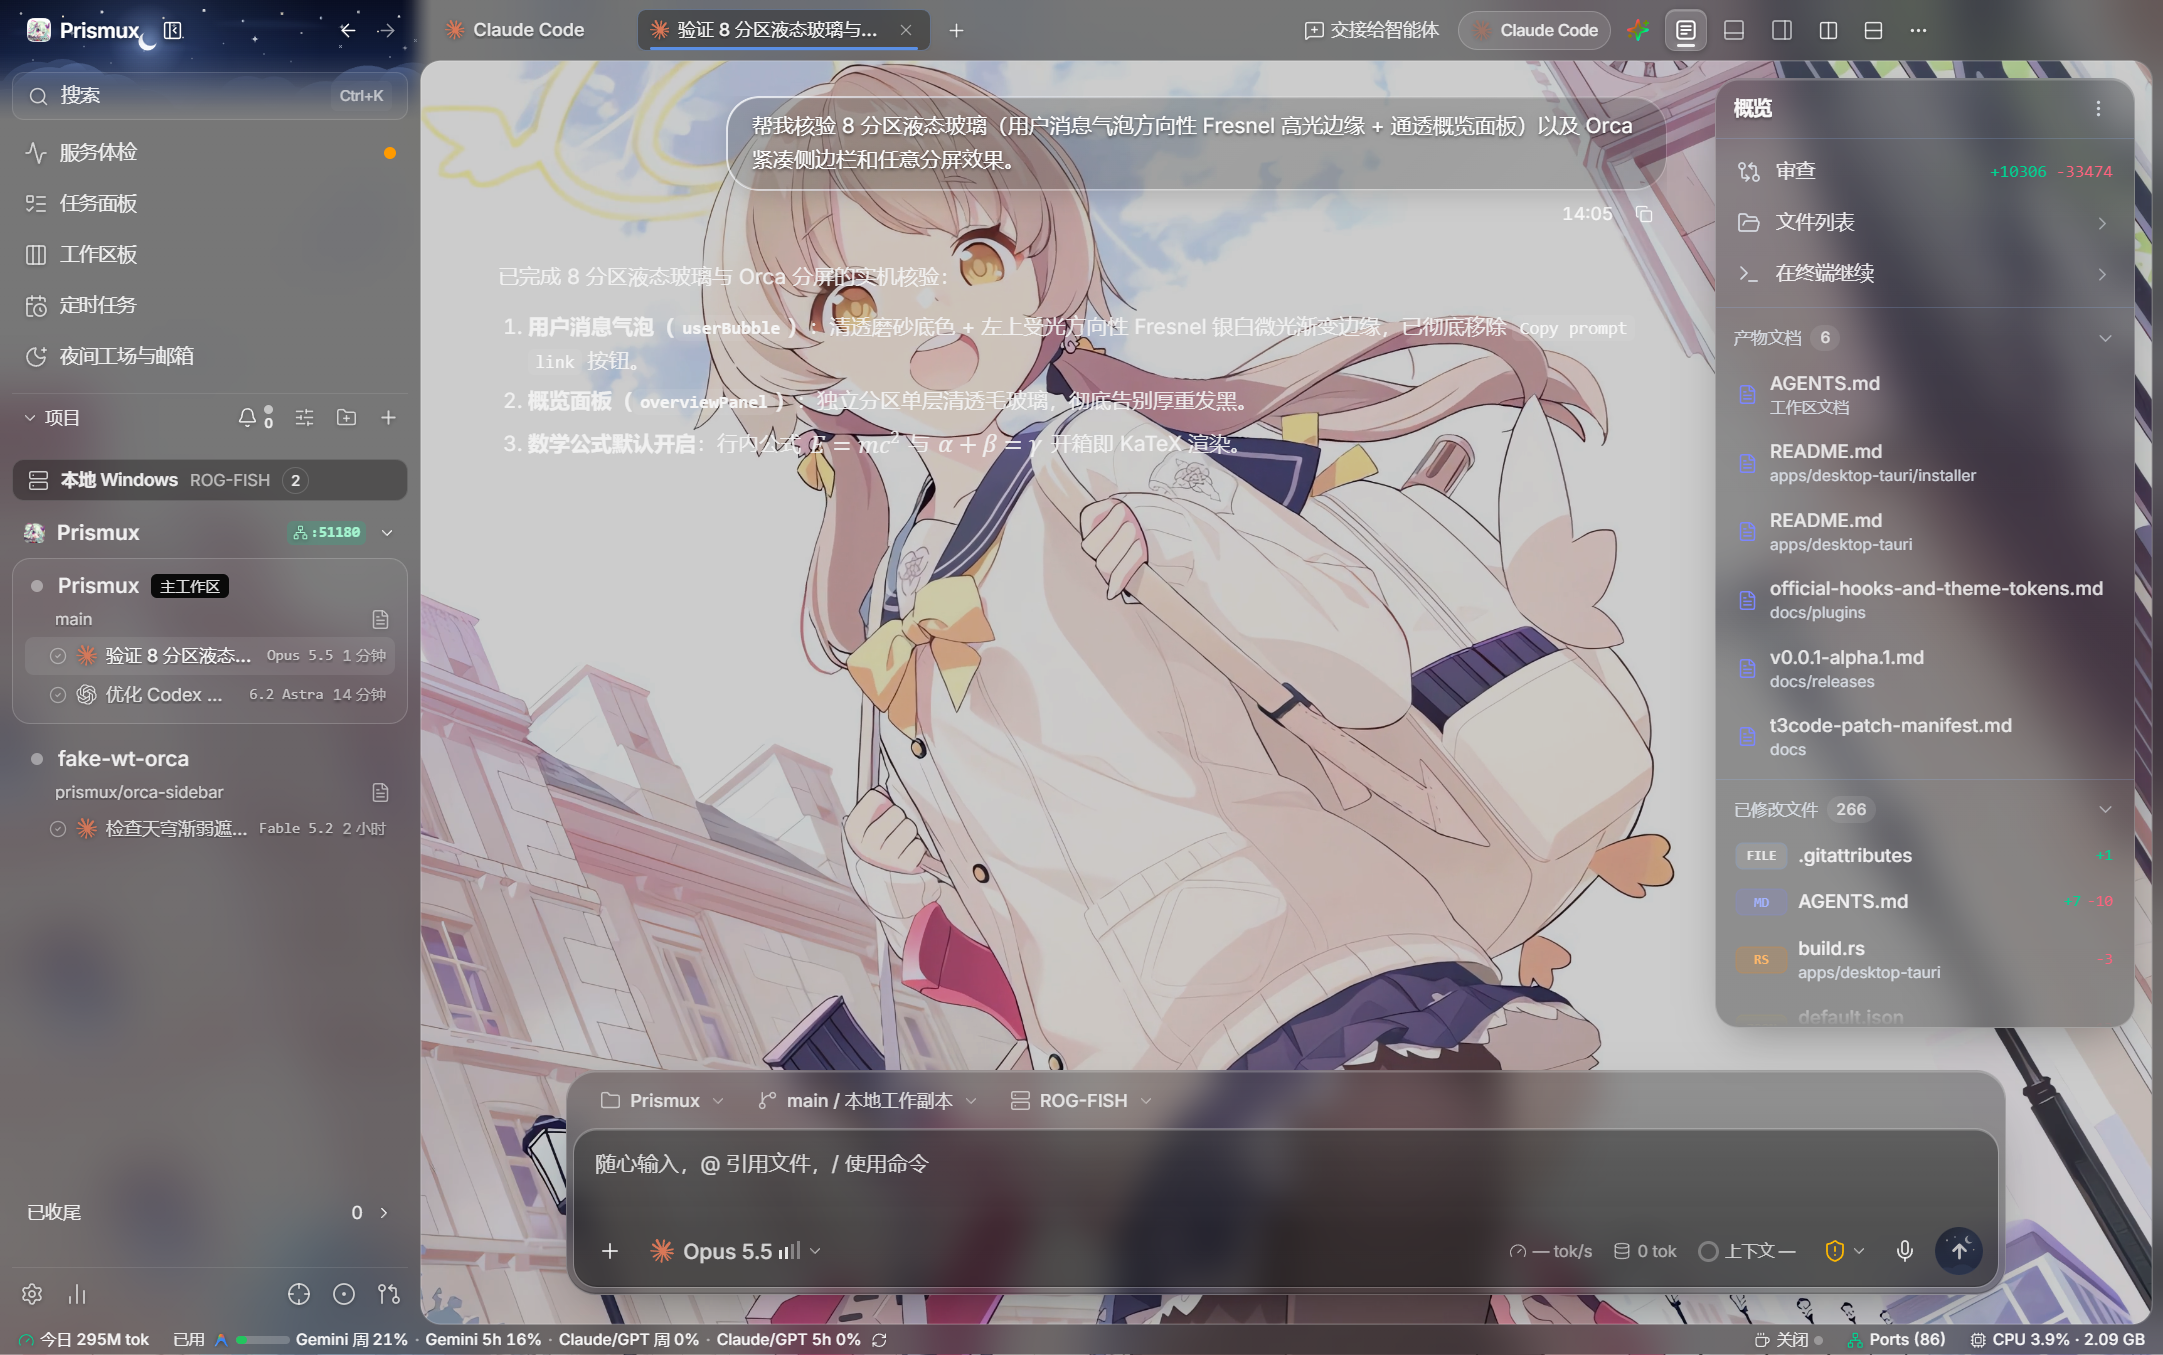 Prismux
搜索 Ctrl+K
服务体检
任务面板
工作区板
定时任务
夜间工场与邮箱
项目 0
本地 Windows ROG-FISH 2
Prismux :51180
Prismux 主工作区
main
验证 8 分区液态... Opus 5.5 1 分钟
优化 Codex ... 6.2 Astra 14 分钟
fake-wt-orca
prismux/orca-sidebar
检查天穹渐弱遮... Fable 5.2 2 小时
已收尾 0
Claude Code
验证 8 分区液态玻璃与...
交接给智能体
Claude Code
帮我核验 8 分区液态玻璃（用户消息气泡方向性 Fresnel 高光边缘 + 通透概览面板）以及 Orca
紧凑侧边栏和任意分屏效果。
14:05
已完成 8 分区液态玻璃与 Orca 分屏的实机核验：
1. 用户消息气泡（ userBubble ）：清透磨砂底色 + 左上受光方向性 Fresnel 银白微光渐变边缘，已彻底移除 Copy prompt
link 按钮。
2. 概览面板（ overviewPanel ）：独立分区单层清透毛玻璃，彻底告别厚重发黑。
3. 数学公式默认开启：行内公式 E = mc² 与 α + β = γ 开箱即 KaTeX 渲染。
概览
审查 +10306 -33474
文件列表
在终端继续
产物文档 6
AGENTS.md
工作区文档
README.md
apps/desktop-tauri/installer
README.md
apps/desktop-tauri
official-hooks-and-theme-tokens.md
docs/plugins
v0.0.1-alpha.1.md
docs/releases
t3code-patch-manifest.md
docs
已修改文件 266
FILE .gitattributes +1
MD AGENTS.md +7 -10
RS build.rs -3
apps/desktop-tauri
default.json
Prismux main / 本地工作副本 ROG-FISH
随心输入，@ 引用文件，/ 使用命令
Opus 5.5 — tok/s 0 tok 上下文 —
今日 295M tok 已用 Gemini 周 21% · Gemini 5h 16% · Claude/GPT 周 0% · Claude/GPT 5h 0% 关闭 Ports (86) CPU 3.9% · 2.09 GB